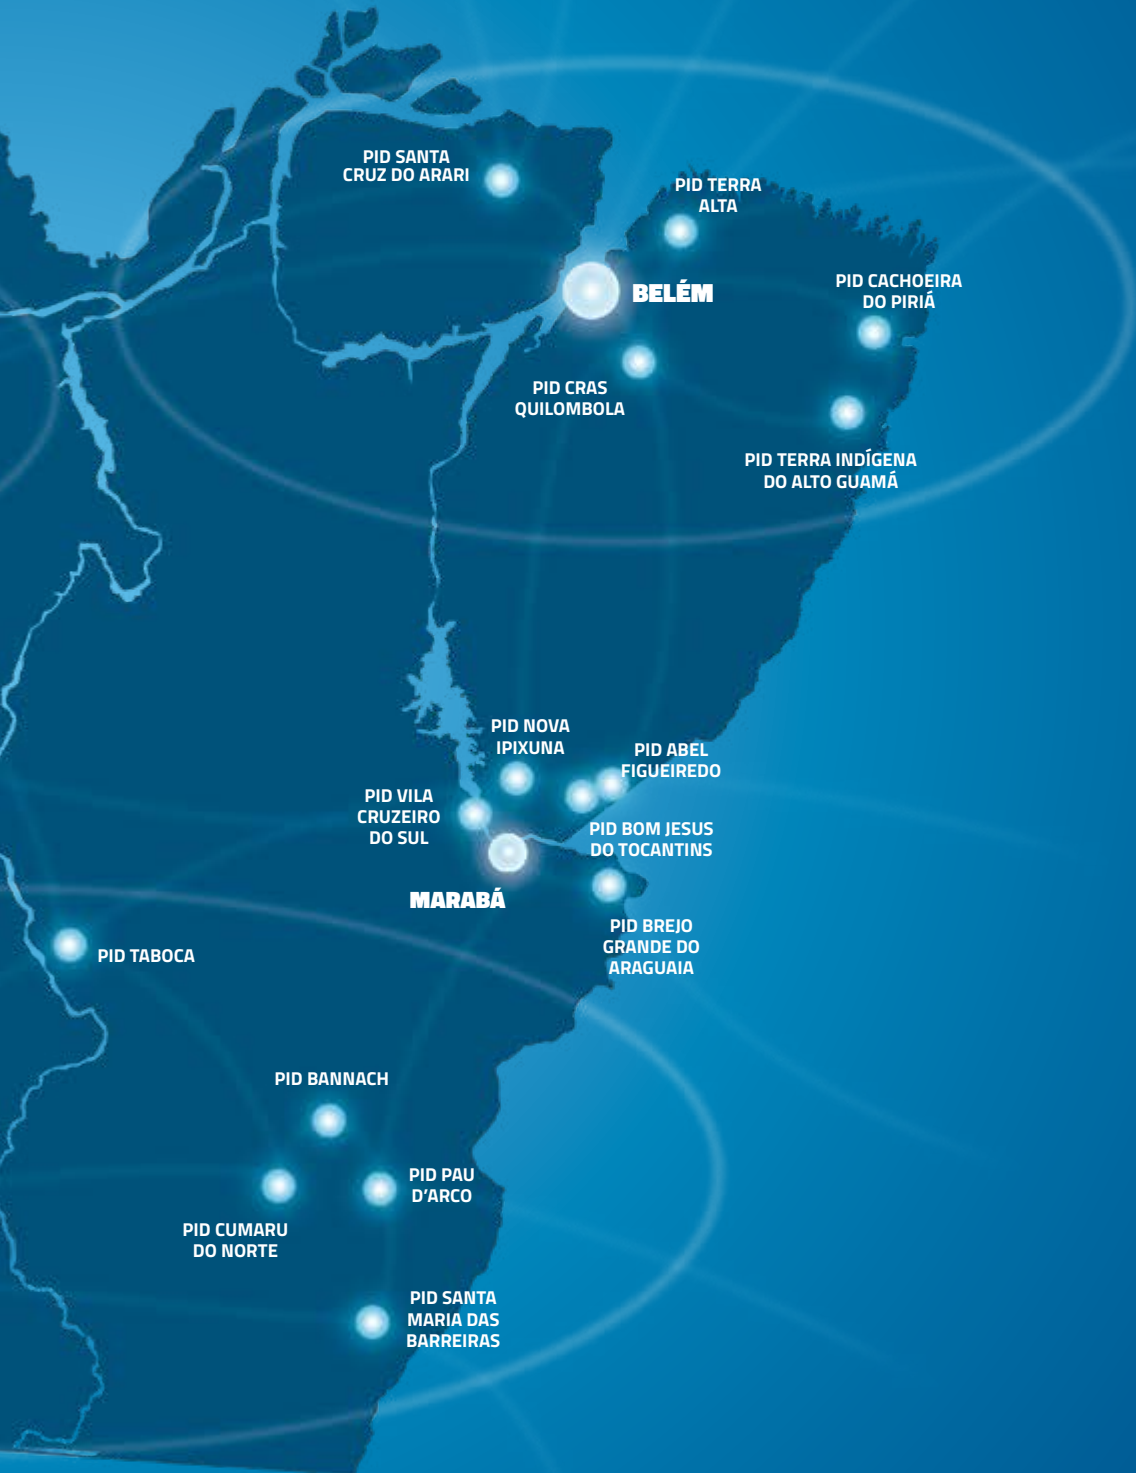 PID SANTA
CRUZ DO ARARI
PID TERRA
ALTA
BELÉM
PID CACHOEIRA
DO PIRIÁ
PID CRAS
QUILOMBOLA
PID TERRA INDÍGENA
DO ALTO GUAMÁ
PID NOVA
IPIXUNA
PID ABEL
FIGUEIREDO
PID VILA
CRUZEIRO
DO SUL
PID BOM JESUS
DO TOCANTINS
MARABÁ
PID BREJO
GRANDE DO
ARAGUAIA
PID TABOCA
PID BANNACH
PID PAU
D'ARCO
PID CUMARU
DO NORTE
PID SANTA
MARIA DAS
BARREIRAS